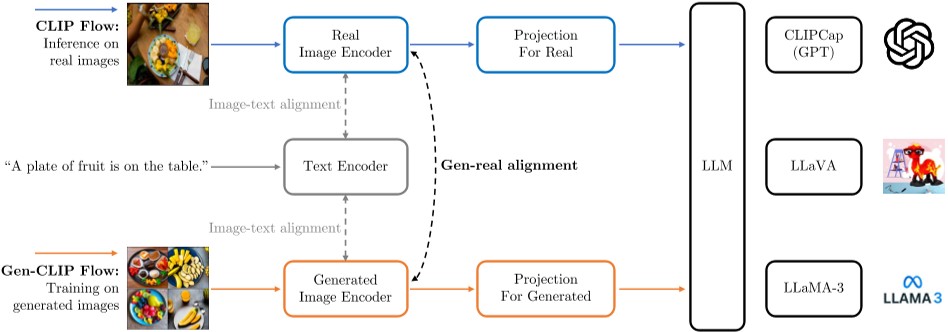 CLIP Flow:
Inference on
real images
Real
Image Encoder
Projection
For Real
Image-text alignment
“A plate of fruit is on the table.”
Text Encoder
Gen-real alignment
Image-text alignment
Gen-CLIP Flow:
Training on
generated images
Generated
Image Encoder
Projection
For Generated
LLM
CLIPCap
(GPT)
LLaVA
LLaMA-3
LLAMA 3